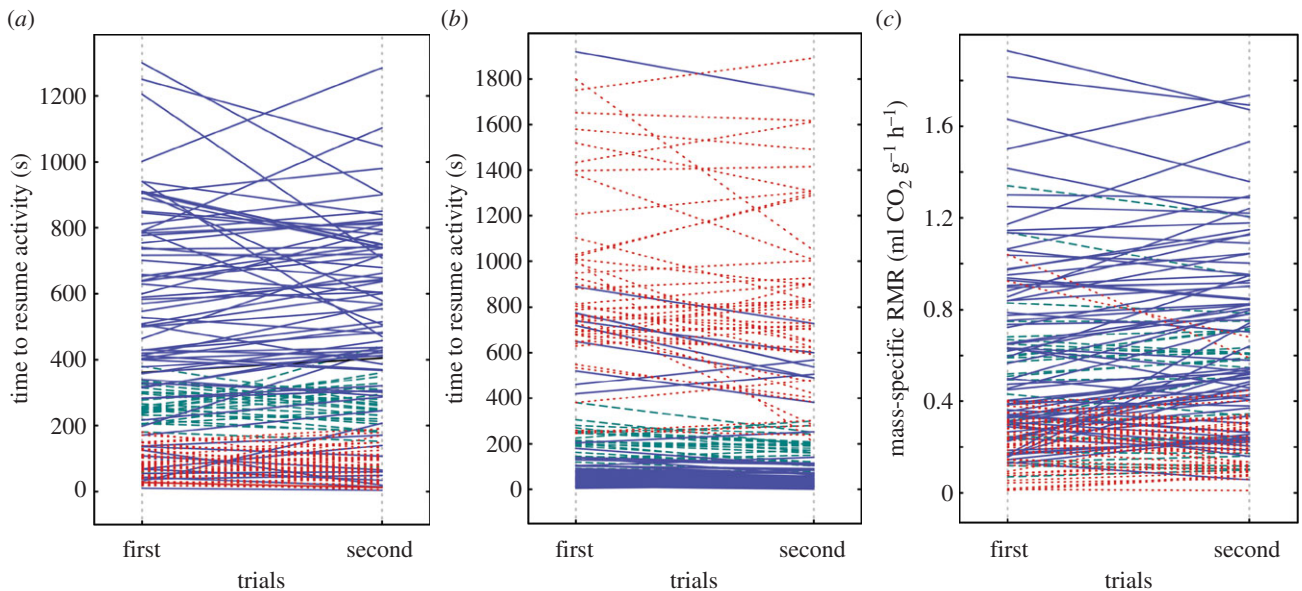 (a)
time to resume activity (s)
1200
1000
800
600
400
200
0
first
second
trials
(b)
time to resume activity (s)
1800
1600
1400
1200
1000
800
600
400
200
0
first
second
trials
(c)
mass-specific RMR (ml CO₂ g⁻¹ h⁻¹)
1.6
1.2
0.8
0.4
0
first
second
trials